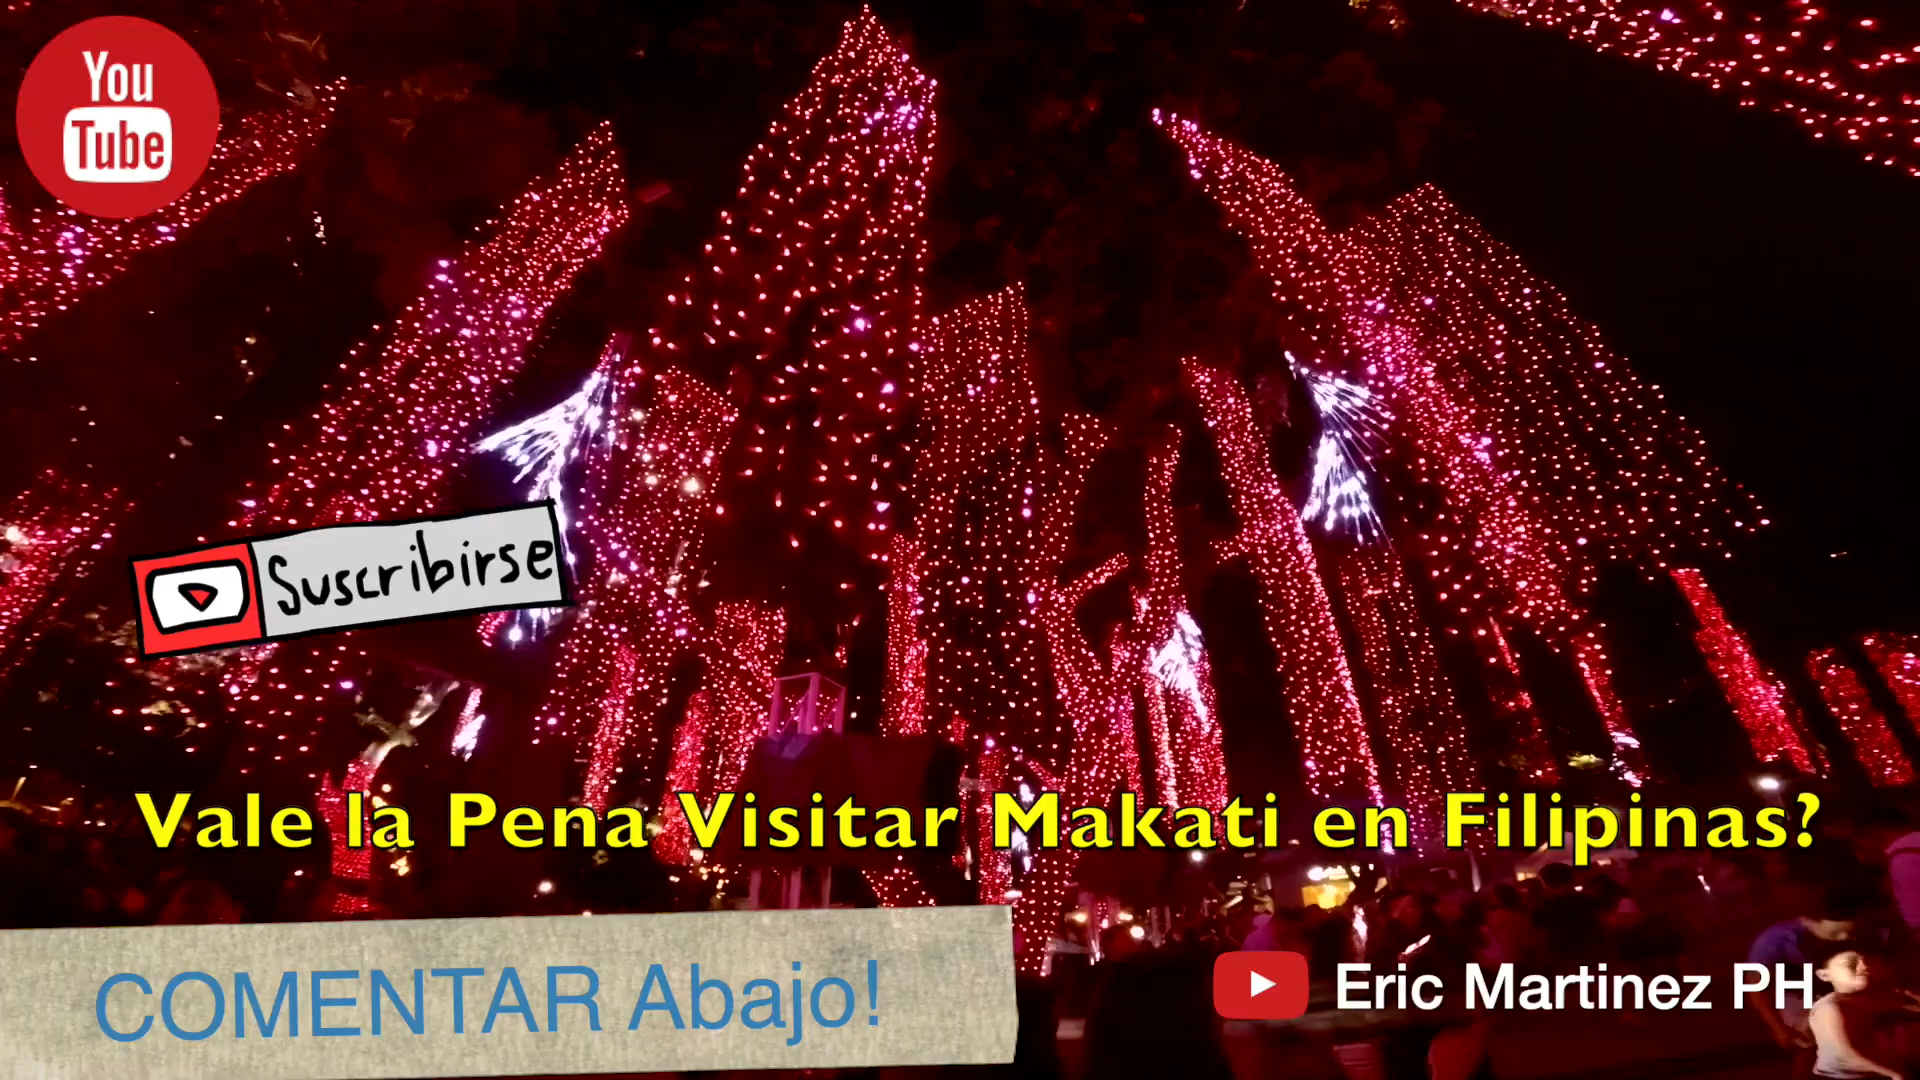 You
Tube
Suscribirse
Vale la Pena Visitar Makati en Filipinas?
COMENTAR Abajo!
Eric Martinez PH